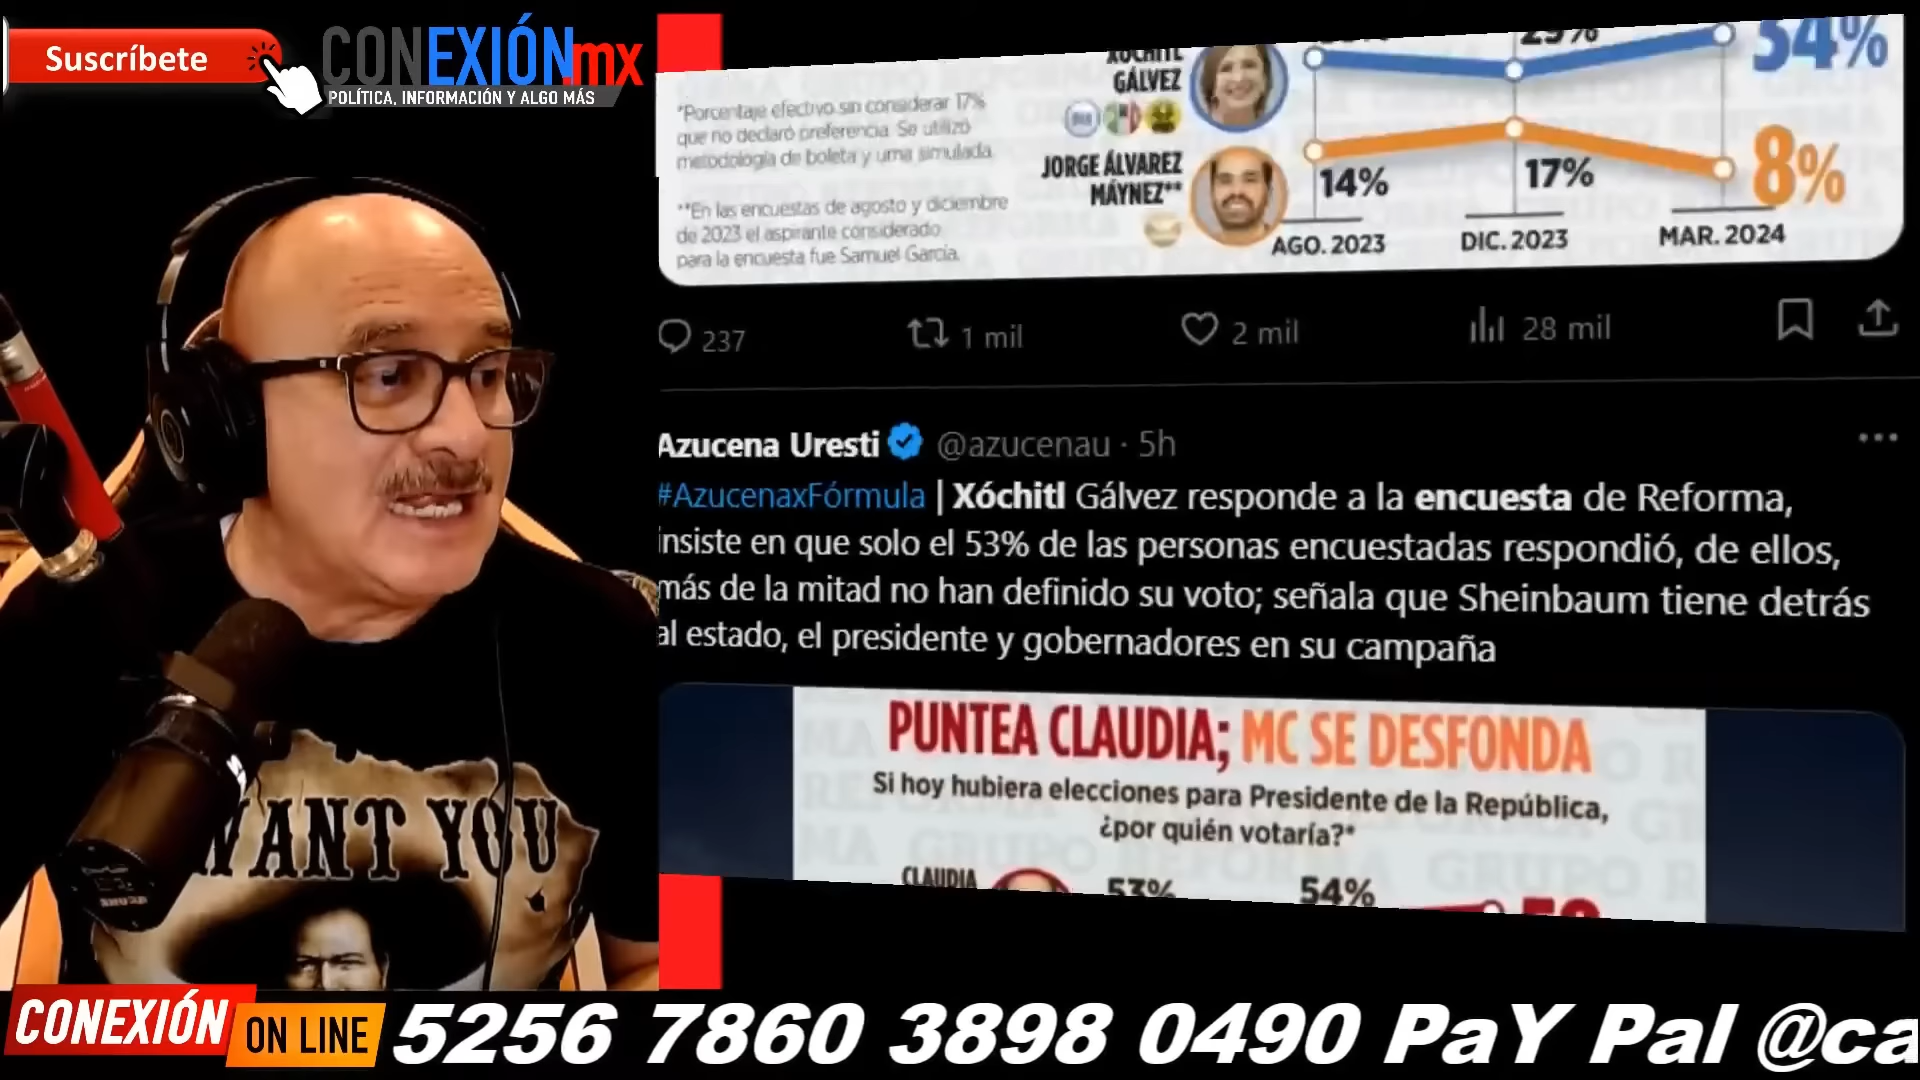 Suscríbete
CONEXIÓN.mx
POLÍTICA, INFORMACIÓN Y ALGO MÁS
XÓCHITL
GÁLVEZ
29%
34%
*Porcentaje efectivo sin considerar 17%
que no declaró preferencia. Se utilizó
metodología de boleta y urna simulada.
**En las encuestas de agosto y diciembre
de 2023 el aspirante considerado
para la encuesta fue Samuel García.
JORGE ÁLVAREZ
MÁYNEZ**
14%
17%
8%
AGO. 2023
DIC. 2023
MAR. 2024
237
1 mil
2 mil
28 mil
Azucena Uresti @azucenau · 5h
#AzucenaxFórmula | Xóchitl Gálvez responde a la encuesta de Reforma,
insiste en que solo el 53% de las personas encuestadas respondió, de ellos,
más de la mitad no han definido su voto; señala que Sheinbaum tiene detrás
al estado, el presidente y gobernadores en su campaña
PUNTEA CLAUDIA; MC SE DESFONDA
Si hoy hubiera elecciones para Presidente de la República,
¿por quién votaría?*
CLAUDIA
53%
54%
WANT YOU
CONEXIÓN
ON LINE
5256 7860 3898 0490 PaY Pal @ca